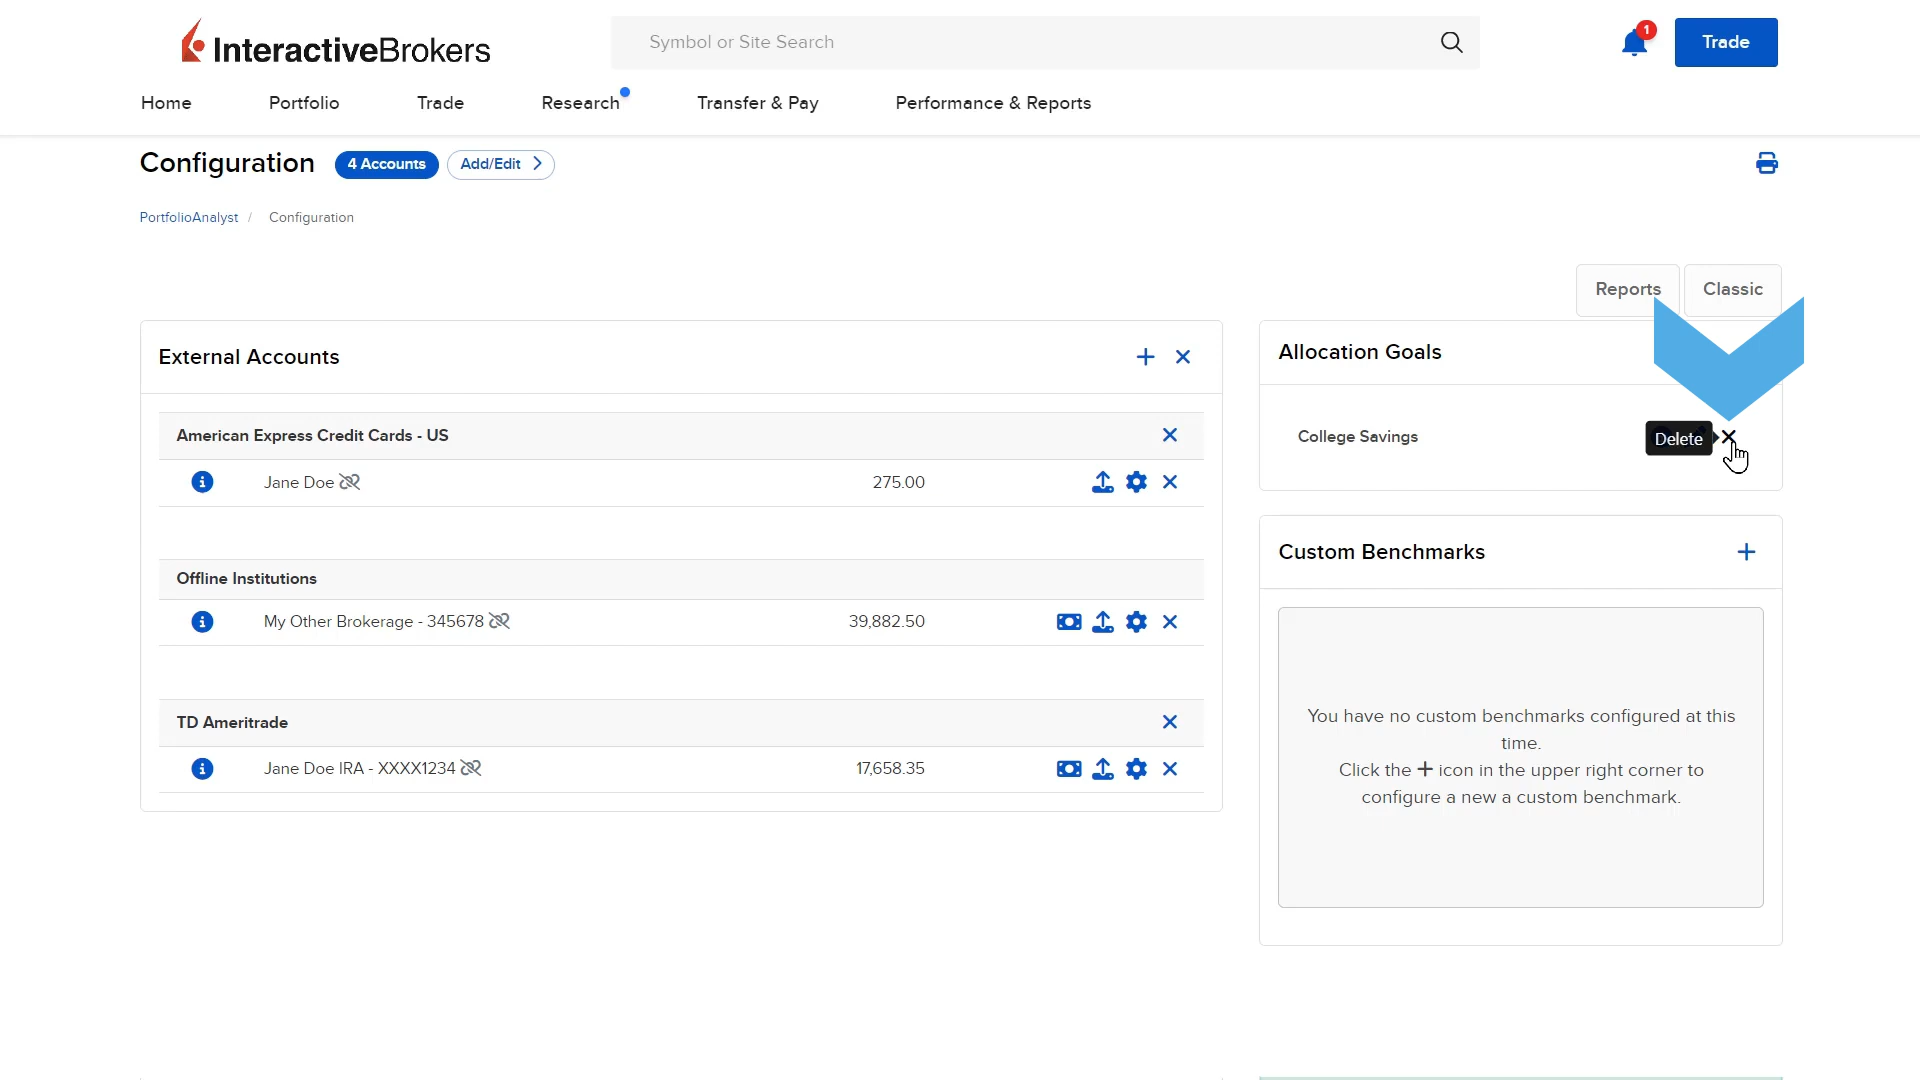 InteractiveBrokers
Symbol or Site Search
1
Trade
Home
Portfolio
Trade
Research
Transfer & Pay
Performance & Reports
Configuration
4 Accounts
Add/Edit
PortfolioAnalyst / Configuration
Reports
Classic
External Accounts
American Express Credit Cards - US
Jane Doe
275.00
Offline Institutions
My Other Brokerage - 345678
39,882.50
TD Ameritrade
Jane Doe IRA - XXXX1234
17,658.35
Allocation Goals
College Savings
Delete
Custom Benchmarks
You have no custom benchmarks configured at this
time.
Click the + icon in the upper right corner to
configure a new a custom benchmark.